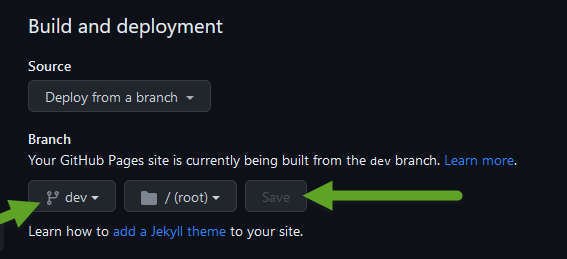 Build and deployment
Source
Deploy from a branch
Branch
Your GitHub Pages site is currently being built from the dev branch. Learn more.
dev / (root) Save
Learn how to add a Jekyll theme to your site.